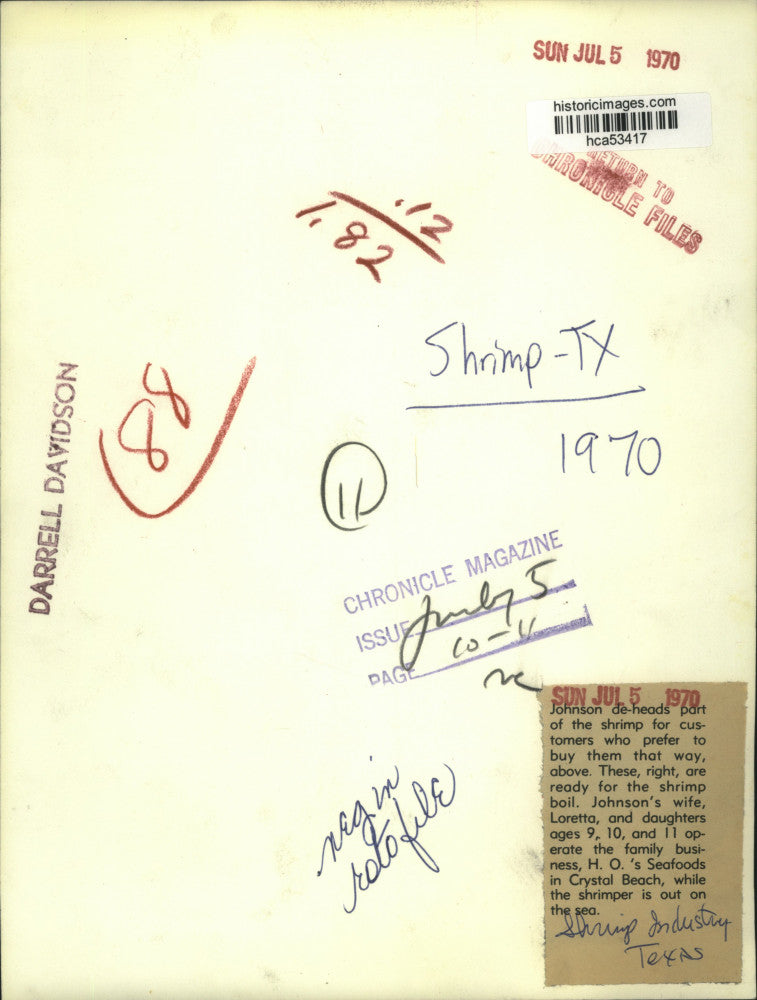 SUN JUL 5 1970
historicimages.com
hca53417
RETURN TO
CHRONICLE FILES
.12
1.82
Shrimp-TX
1970
88
DARRELL DAVIDSON
11
CHRONICLE MAGAZINE
ISSUE July 5
PAGE 10-11
neg in
roto file
SUN JUL 5 1970
Johnson de-heads part
of the shrimp for cus-
tomers who prefer to
buy them that way,
above. These, right, are
ready for the shrimp
boil. Johnson's wife,
Loretta, and daughters
ages 9, 10, and 11 op-
erate the family busi-
ness, H. O. 's Seafoods
in Crystal Beach, while
the shrimper is out on
the sea.
Shrimp Industry
Texas